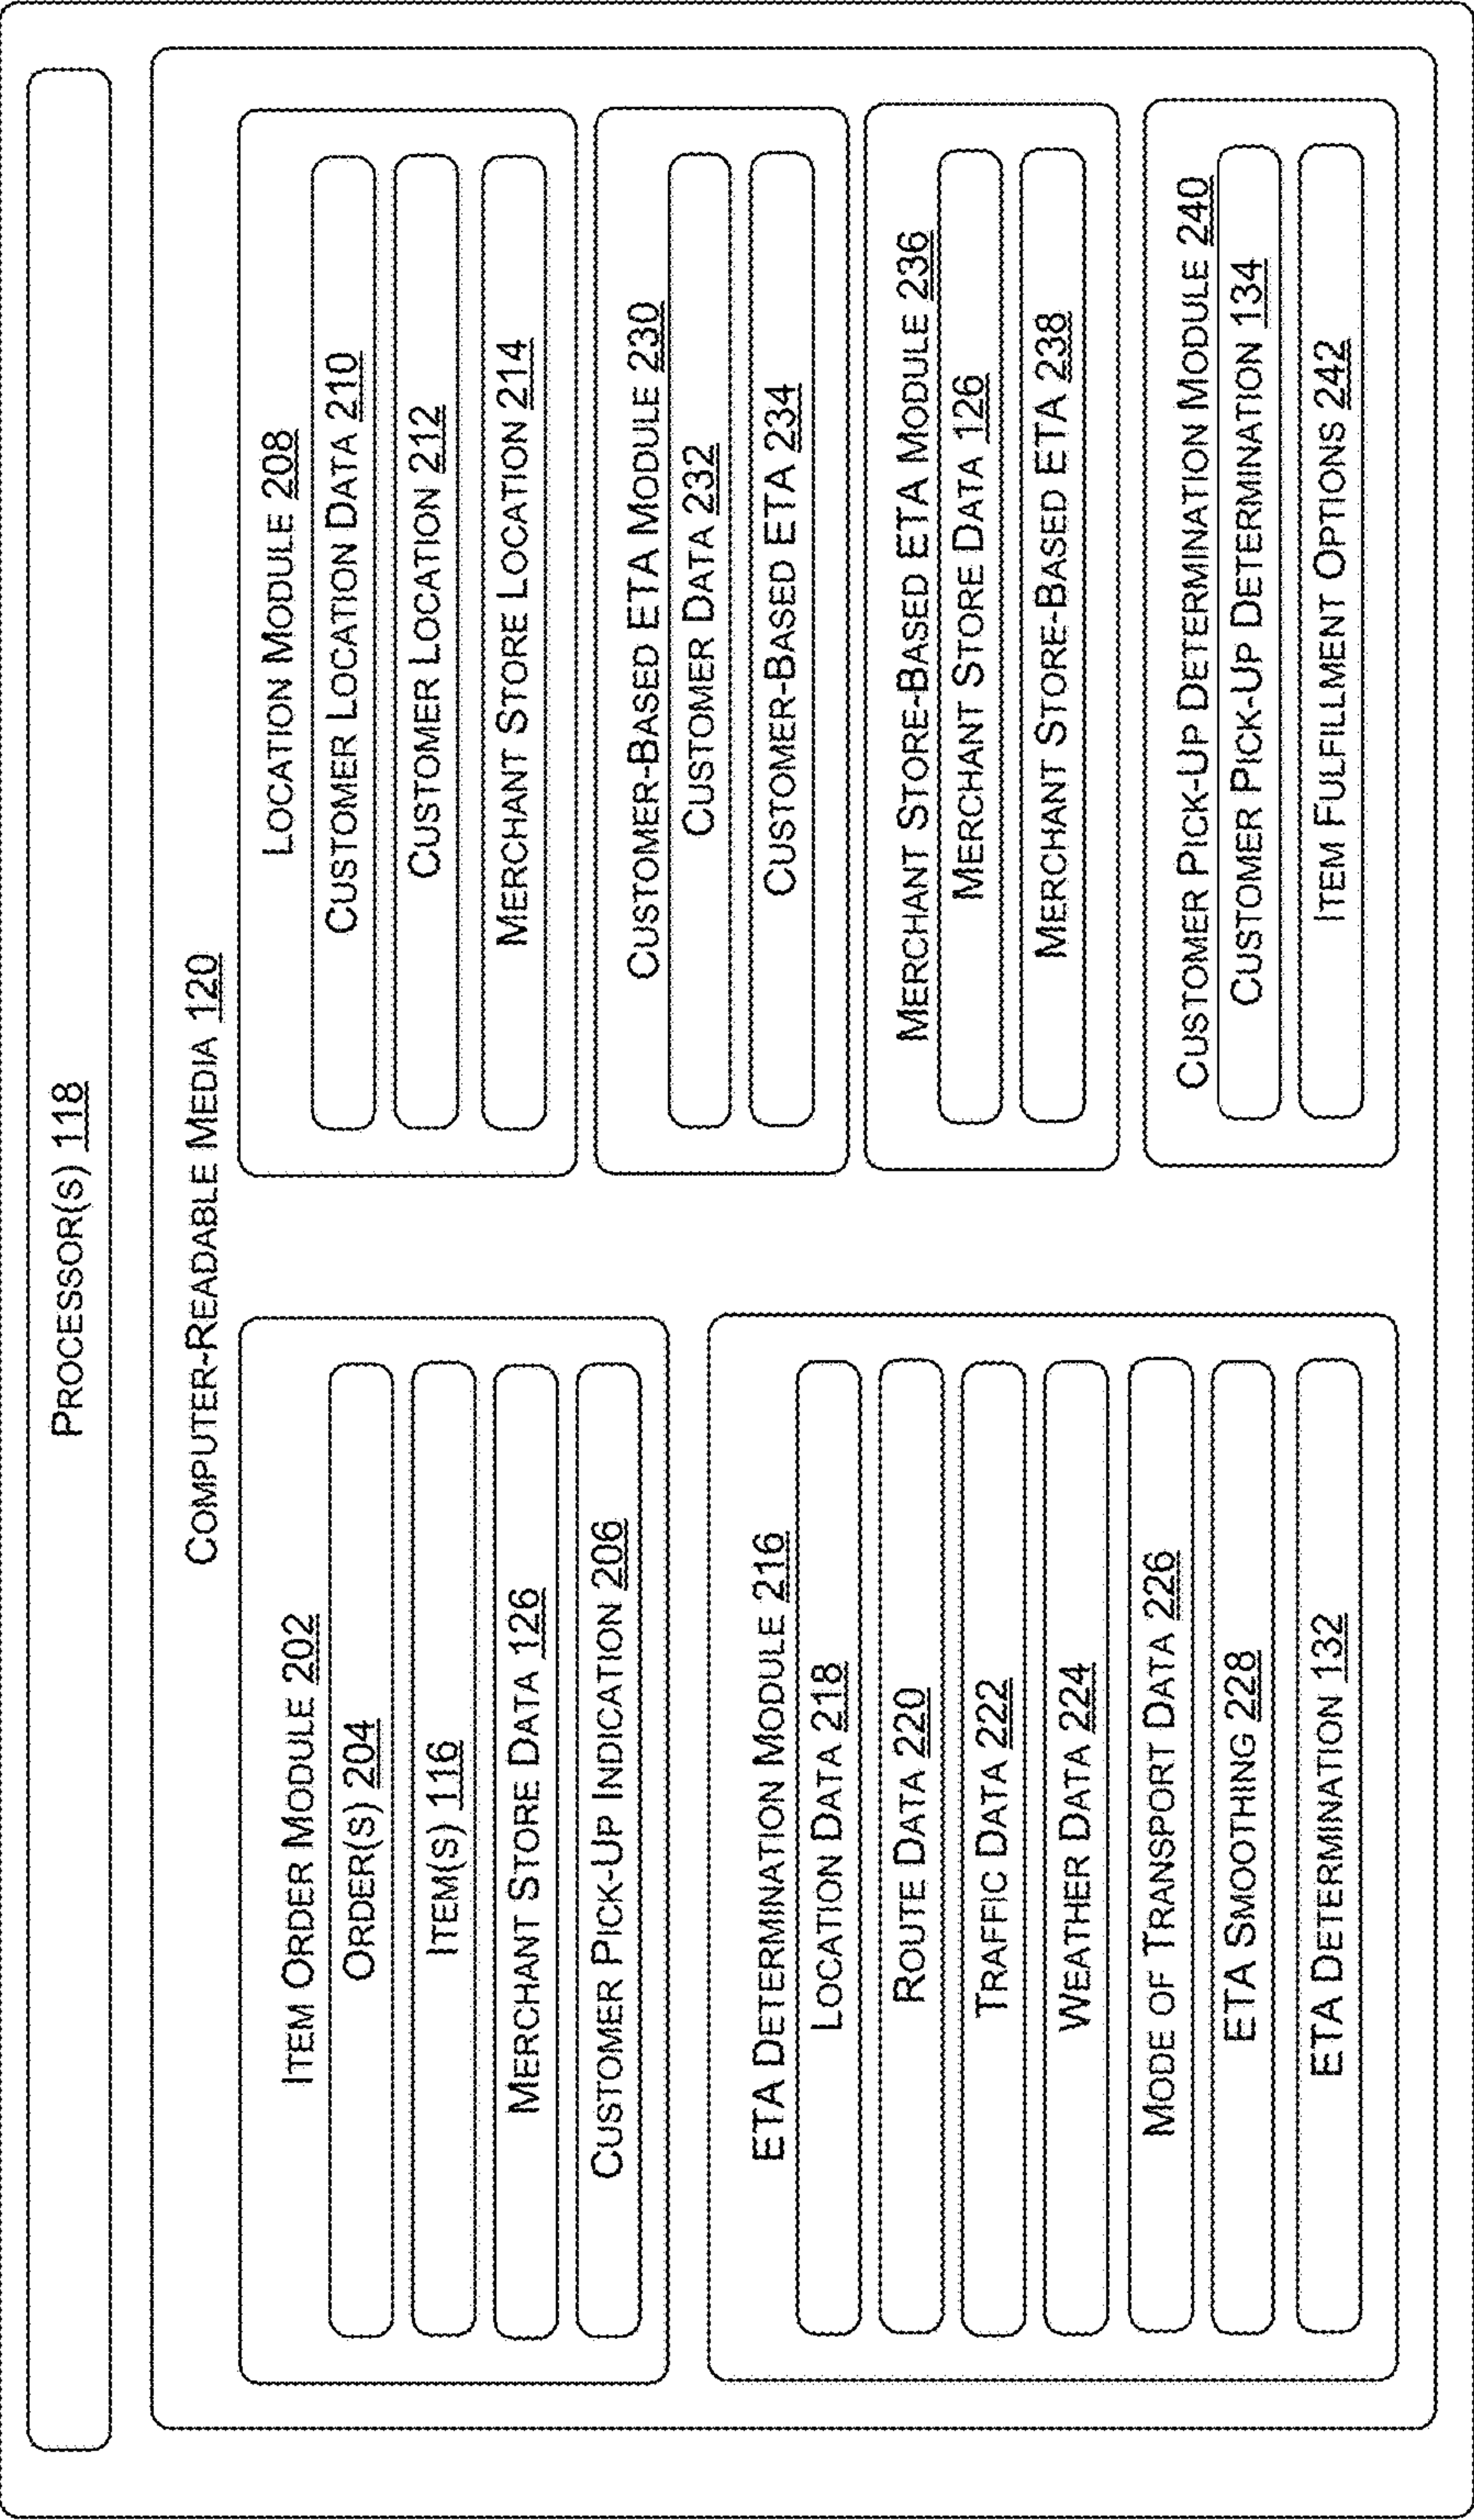 PROCESSOR(S) 118
COMPUTER-READABLE MEDIA 120
ITEM ORDER MODULE 202
ORDER(S) 204
ITEM(S) 116
MERCHANT STORE DATA 126
CUSTOMER PICK-UP INDICATION 206
ETA DETERMINATION MODULE 216
LOCATION DATA 218
ROUTE DATA 220
TRAFFIC DATA 222
WEATHER DATA 224
MODE OF TRANSPORT DATA 226
ETA SMOOTHING 228
ETA DETERMINATION 132
LOCATION MODULE 208
CUSTOMER LOCATION DATA 210
CUSTOMER LOCATION 212
MERCHANT STORE LOCATION 214
CUSTOMER-BASED ETA MODULE 230
CUSTOMER DATA 232
CUSTOMER-BASED ETA 234
MERCHANT STORE-BASED ETA MODULE 236
MERCHANT STORE DATA 126
MERCHANT STORE-BASED ETA 238
CUSTOMER PICK-UP DETERMINATION MODULE 240
CUSTOMER PICK-UP DETERMINATION 134
ITEM FULFILLMENT OPTIONS 242